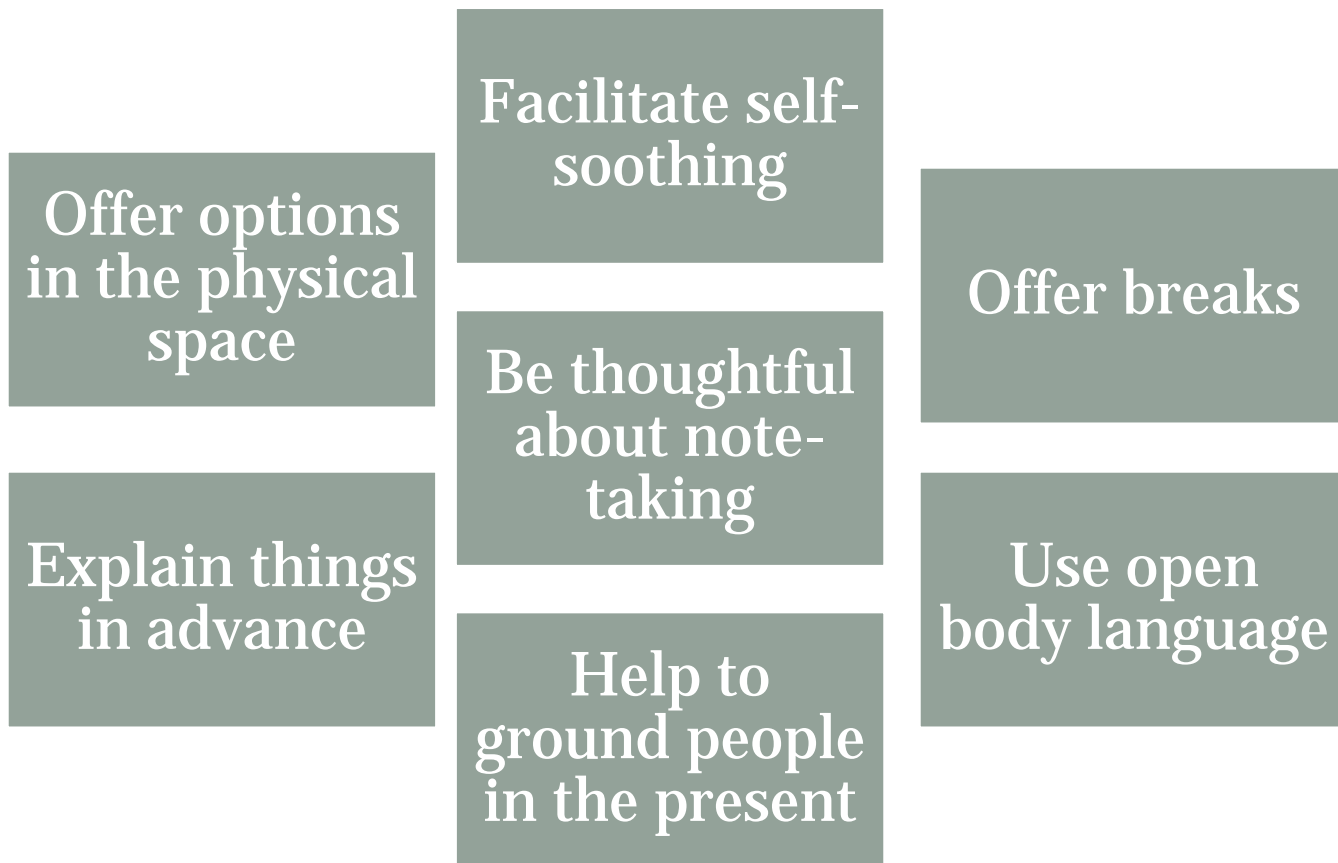 Offer options
in the physical
space
Explain things
in advance
Facilitate self-
soothing
Be thoughtful
about note-
taking
Help to
ground people
in the present
Offer breaks
Use open
body language